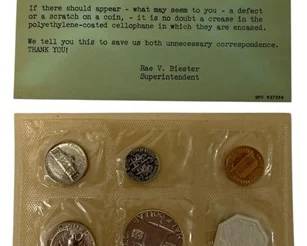 If there should appear - what may seem to you - a defect
or a scratch on a coin, - it is no doubt a crease in the
polyethylene-coated cellophane in which they are encased.
We tell you this to save us both unnecessary correspondence.
THANK YOU!
Rae V. Biester
Superintendent